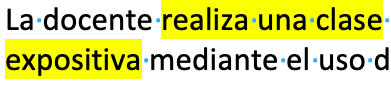 La docente realiza una clase
expositiva mediante el uso d